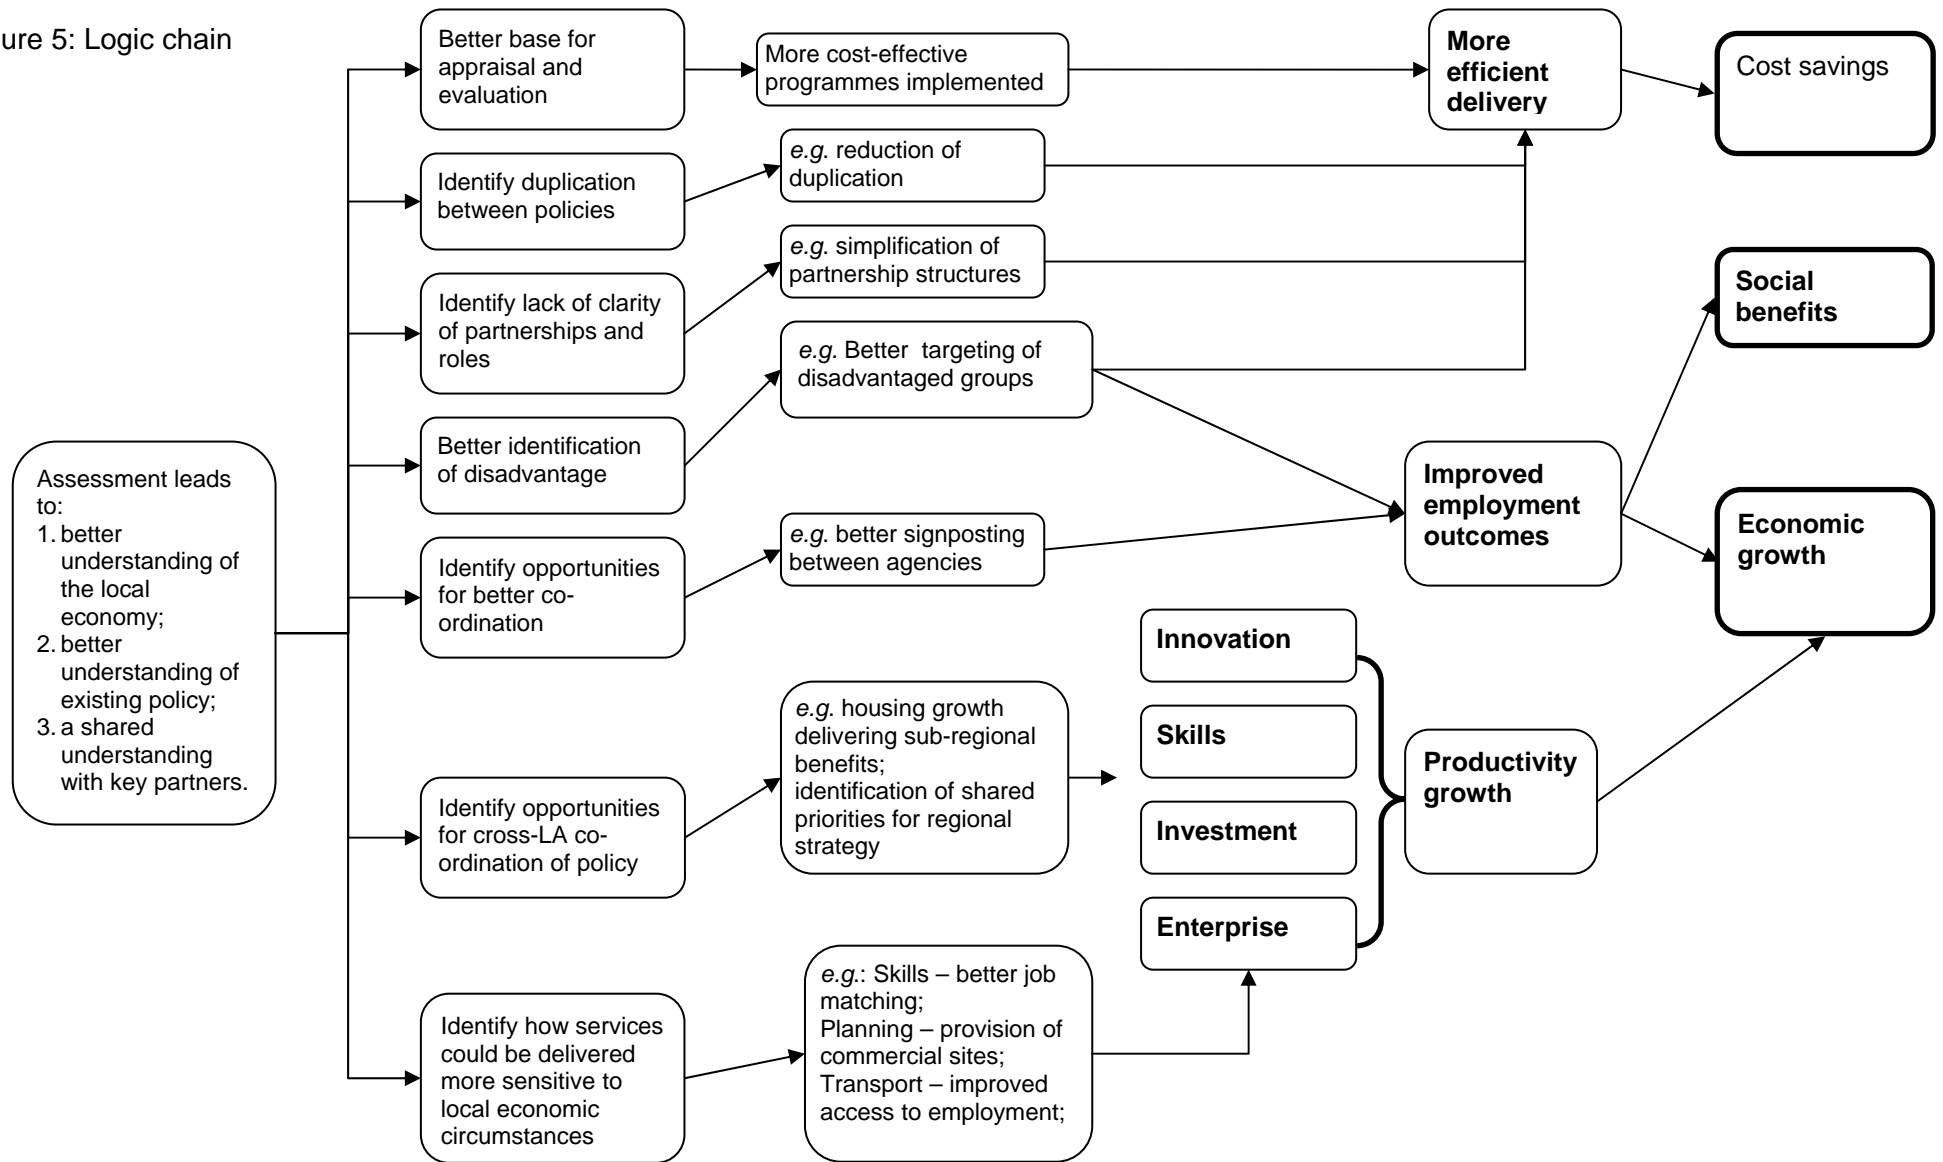 ure 5: Logic chain
Better base for
appraisal and
evaluation
More cost-effective
programmes implemented
More
efficient
delivery
Cost savings
Identify duplication
between policies
e.g. reduction of
duplication
Identify lack of clarity
of partnerships and
roles
e.g. simplification of
partnership structures
Social
benefits
Better identification
of disadvantage
e.g. Better  targeting of
disadvantaged groups
Assessment leads
to:
1. better
understanding of
the local
economy;
2. better
understanding of
existing policy;
3. a shared
understanding
with key partners.
Identify opportunities
for better co-
ordination
e.g. better signposting
between agencies
Improved
employment
outcomes
Economic
growth
Identify opportunities
for cross-LA co-
ordination of policy
e.g. housing growth
delivering sub-regional
benefits;
identification of shared
priorities for regional
strategy
Innovation
Skills
Investment
Enterprise
Productivity
growth
Identify how services
could be delivered
more sensitive to
local economic
circumstances
e.g.: Skills – better job
matching;
Planning – provision of
commercial sites;
Transport – improved
access to employment;